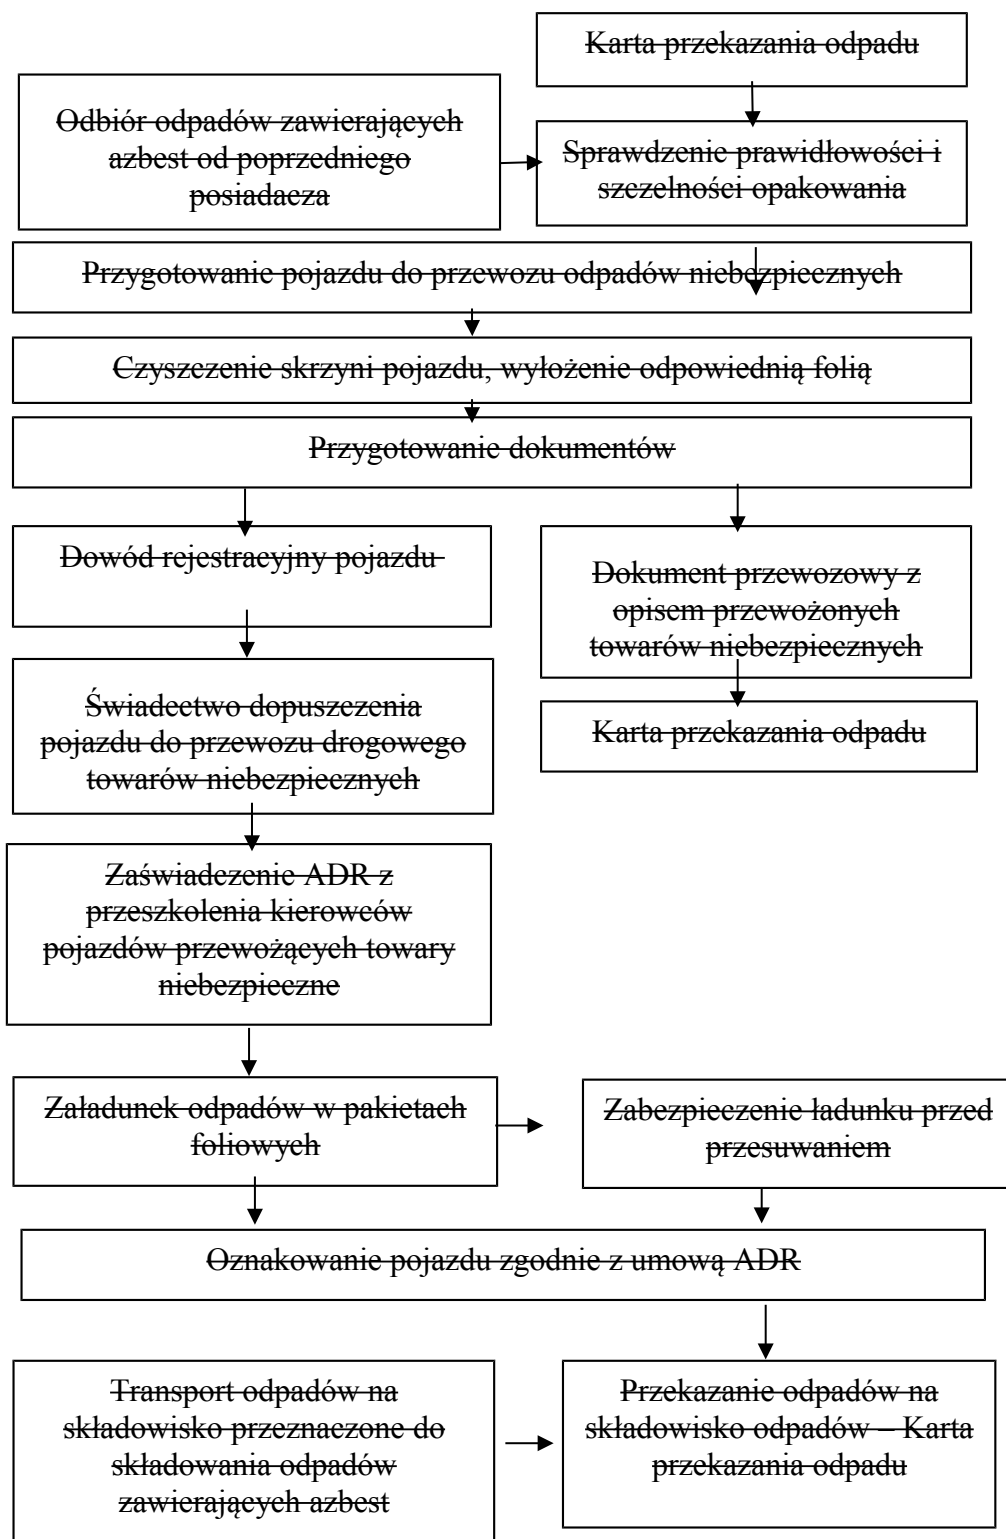 Karta przekazania odpadu
Odbiór odpadów zawierających
azbest od poprzedniego
posiadacza
Sprawdzenie prawidłowości i
szczelności opakowania
Przygotowanie pojazdu do przewozu odpadów niebezpiecznych
Czyszczenie skrzyni pojazdu, wyłożenie odpowiednią folią
Przygotowanie dokumentów
Dowód rejestracyjny pojazdu
Dokument przewozowy z
opisem przewożonych
towarów niebezpiecznych
Świadectwo dopuszczenia
pojazdu do przewozu drogowego
towarów niebezpiecznych
Karta przekazania odpadu
Zaświadczenie ADR z
przeszkolenia kierowców
pojazdów przewożących towary
niebezpieczne
Załadunek odpadów w pakietach
foliowych
Zabezpieczenie ładunku przed
przesuwaniem
Oznakowanie pojazdu zgodnie z umową ADR
Transport odpadów na
składowisko przeznaczone do
składowania odpadów
zawierających azbest
Przekazanie odpadów na
składowisko odpadów – Karta
przekazania odpadu